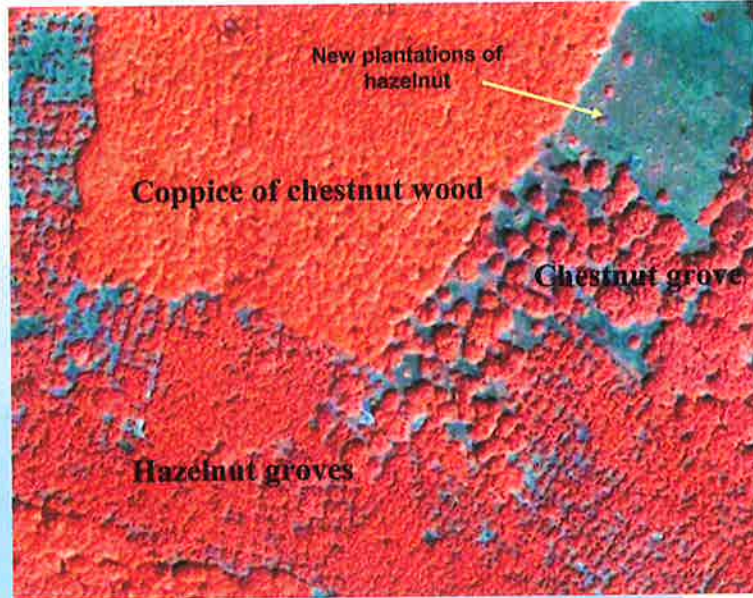 New plantations of
hazelnut
Coppice of chestnut wood
Chestnut grove
Hazelnut groves